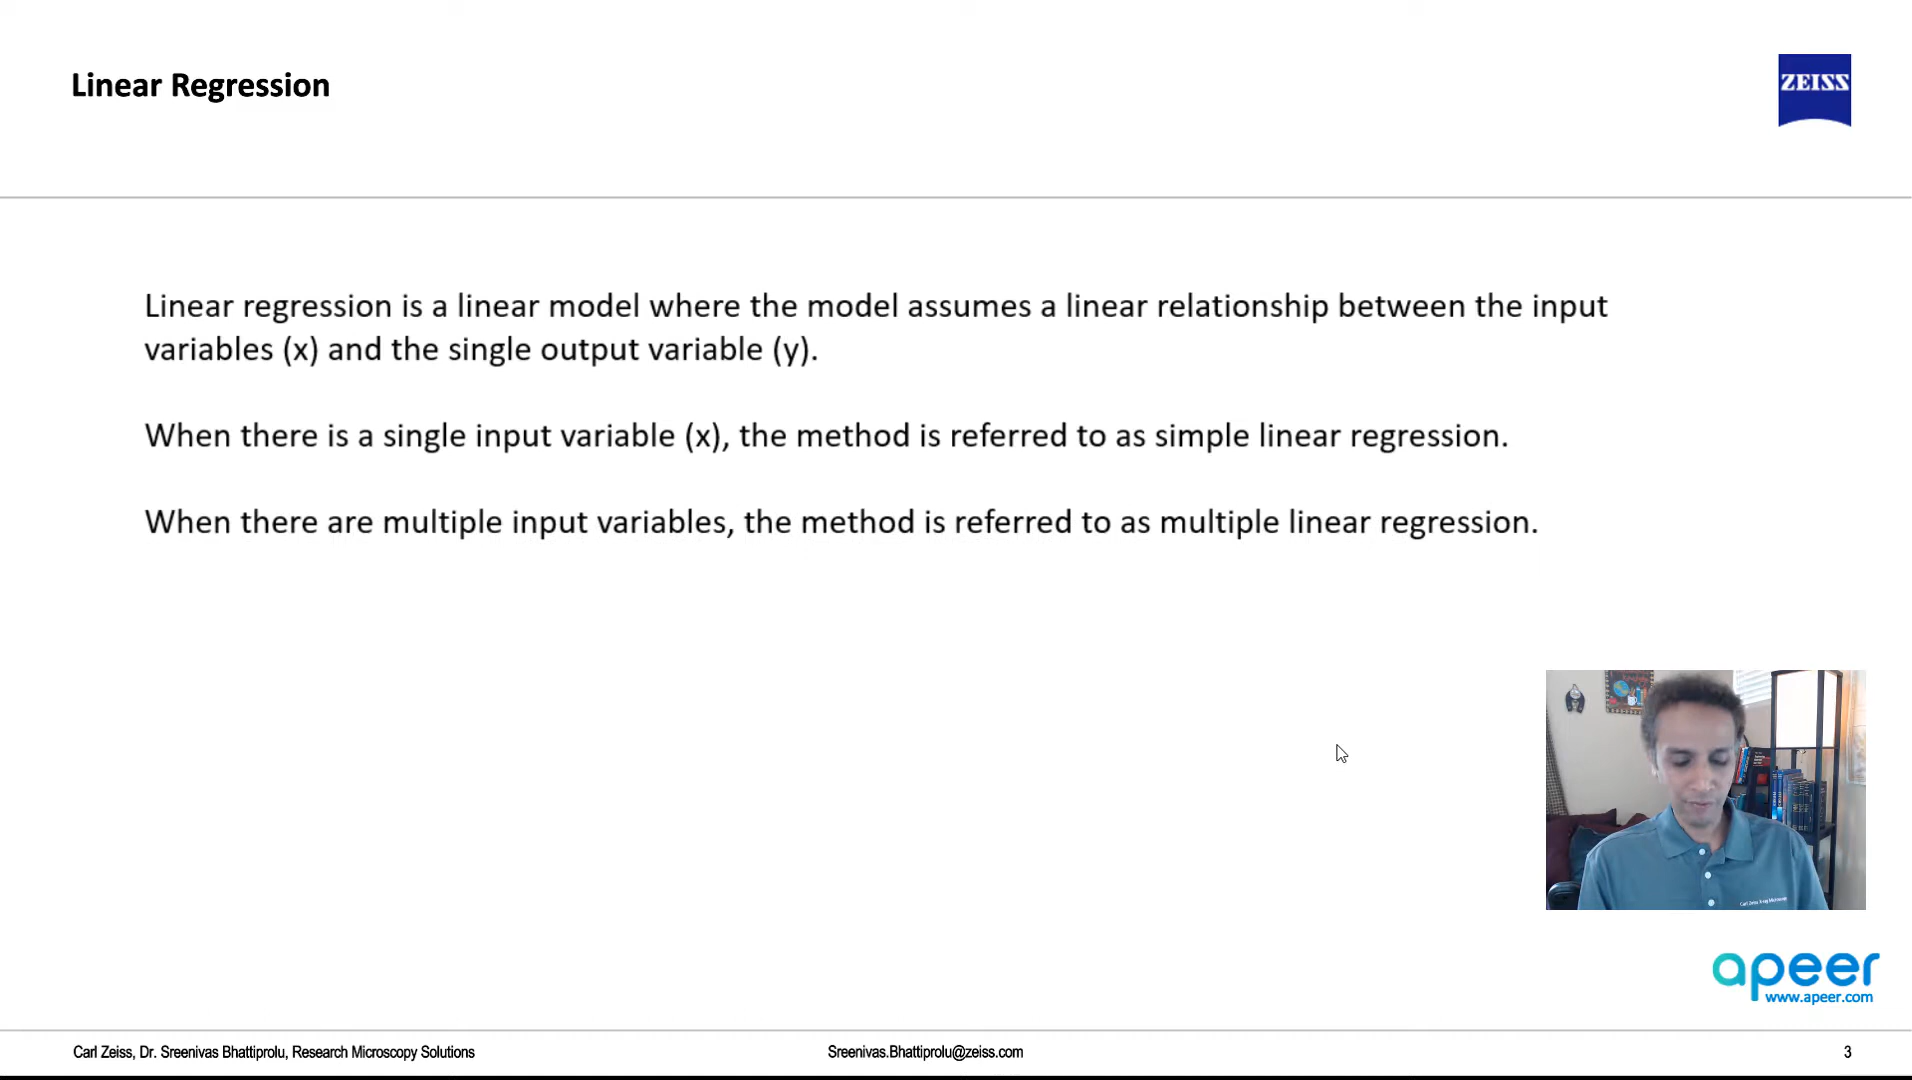 Linear Regression
ZEISS
Linear regression is a linear model where the model assumes a linear relationship between the input
variables (x) and the single output variable (y).
When there is a single input variable (x), the method is referred to as simple linear regression.
When there are multiple input variables, the method is referred to as multiple linear regression.
apeer
www.apeer.com
Carl Zeiss, Dr. Sreenivas Bhattiprolu, Research Microscopy Solutions
Sreenivas.Bhattiprolu@zeiss.com
3